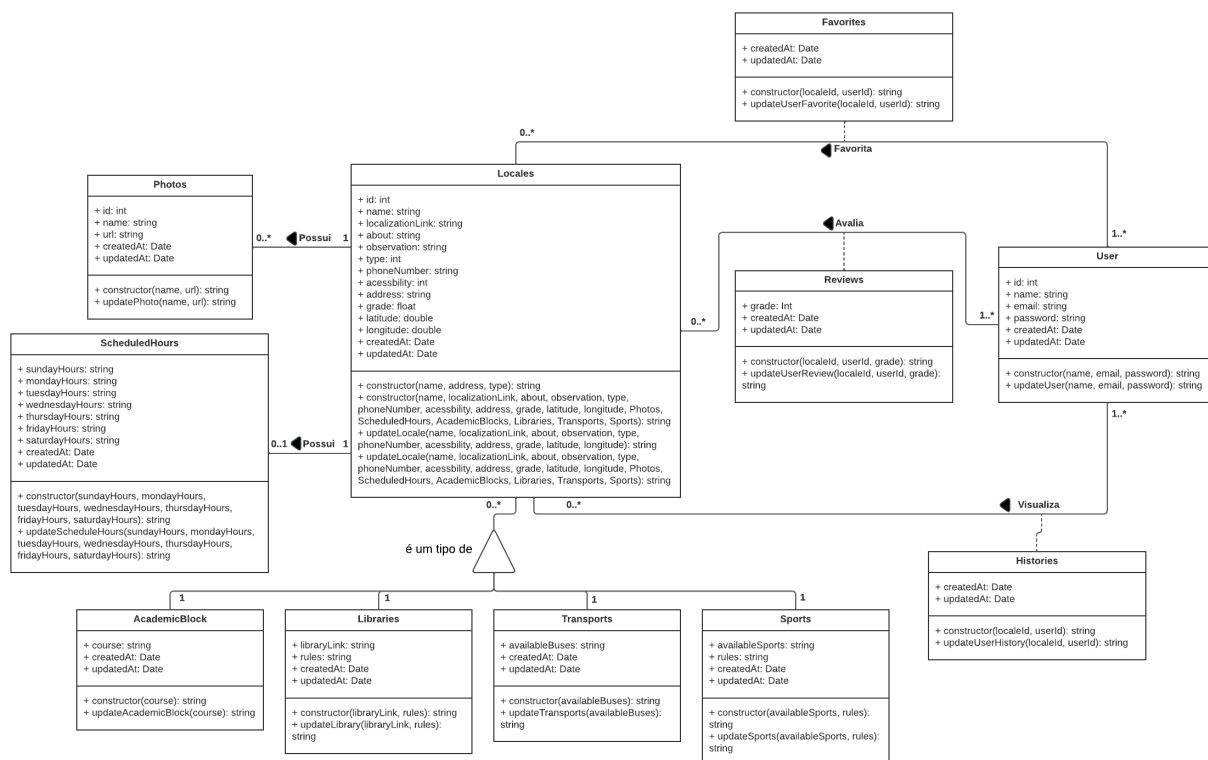 Favorites
+ createdAt: Date
+ updatedAt: Date
+ constructor(localeId, userId): string
+ updateUserFavorite(localeId, userId): string
0..*
Favorita
1..*
Photos
+ id: int
+ name: string
+ url: string
+ createdAt: Date
+ updatedAt: Date
+ constructor(name, url): string
+ updatePhoto(name, url): string
0..*
Possui
1
Locales
+ id: int
+ name: string
+ localizationLink: string
+ about: string
+ observation: string
+ type: int
+ phoneNumber: string
+ acessbility: int
+ address: string
+ grade: float
+ latitude: double
+ longitude: double
+ createdAt: Date
+ updatedAt: Date
+ constructor(name, address, type): string
+ constructor(name, localizationLink, about, observation, type,
phoneNumber, acessbility, address, grade, latitude, longitude, Photos,
ScheduledHours, AcademicBlocks, Libraries, Transports, Sports): string
+ updateLocale(name, localizationLink, about, observation, type,
phoneNumber, acessbility, address, grade, latitude, longitude): string
+ updateLocale(name, localizationLink, about, observation, type,
phoneNumber, acessbility, address, grade, latitude, longitude, Photos,
ScheduledHours, AcademicBlocks, Libraries, Transports, Sports): string
Avalia
0..*
1..*
Reviews
+ grade: Int
+ createdAt: Date
+ updatedAt: Date
+ constructor(localeId, userId, grade): string
+ updateUserReview(localeId, userId, grade):
string
User
+ id: int
+ name: string
+ email: string
+ password: string
+ createdAt: Date
+ updatedAt: Date
+ constructor(name, email, password): string
+ updateUser(name, email, password): string
1..*
ScheduledHours
+ sundayHours: string
+ mondayHours: string
+ tuesdayHours: string
+ wednesdayHours: string
+ thursdayHours: string
+ fridayHours: string
+ saturdayHours: string
+ createdAt: Date
+ updatedAt: Date
+ constructor(sundayHours, mondayHours,
tuesdayHours, wednesdayHours, thursdayHours,
fridayHours, saturdayHours): string
+ updateScheduleHours(sundayHours, mondayHours,
tuesdayHours, wednesdayHours, thursdayHours,
fridayHours, saturdayHours): string
0..1
Possui
1
0..*
0..*
Visualiza
é um tipo de
Histories
+ createdAt: Date
+ updatedAt: Date
+ constructor(localeId, userId): string
+ updateUserHistory(localeId, userId): string
1
1
1
1
AcademicBlock
+ course: string
+ createdAt: Date
+ updatedAt: Date
+ constructor(course): string
+ updateAcademicBlock(course): string
Libraries
+ libraryLink: string
+ rules: string
+ createdAt: Date
+ updatedAt: Date
+ constructor(libraryLink, rules): string
+ updateLibrary(libraryLink, rules):
string
Transports
+ availableBuses: string
+ createdAt: Date
+ updatedAt: Date
+ constructor(availableBuses): string
+ updateTransports(availableBuses):
string
Sports
+ availableSports: string
+ rules: string
+ createdAt: Date
+ updatedAt: Date
+ constructor(availableSports, rules):
string
+ updateSports(availableSports, rules):
string